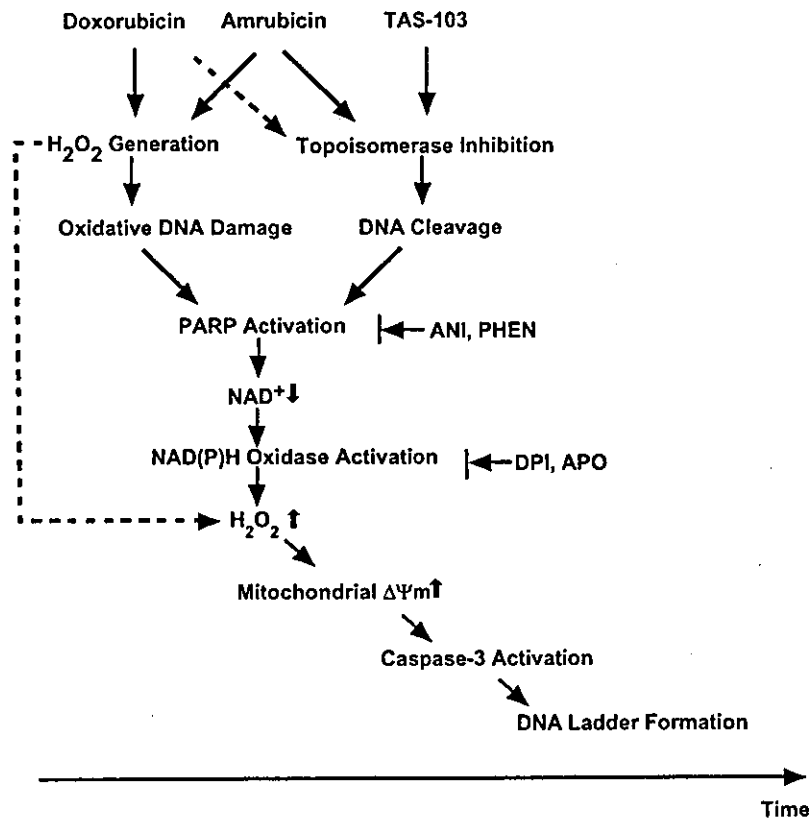 Doxorubicin Amrubicin TAS-103
H₂O₂ Generation Topoisomerase Inhibition
Oxidative DNA Damage DNA Cleavage
PARP Activation ANI, PHEN
NAD⁺⬇
NAD(P)H Oxidase Activation DPI, APO
H₂O₂ ⬆
Mitochondrial ΔΨm⬆
Caspase-3 Activation
DNA Ladder Formation
Time